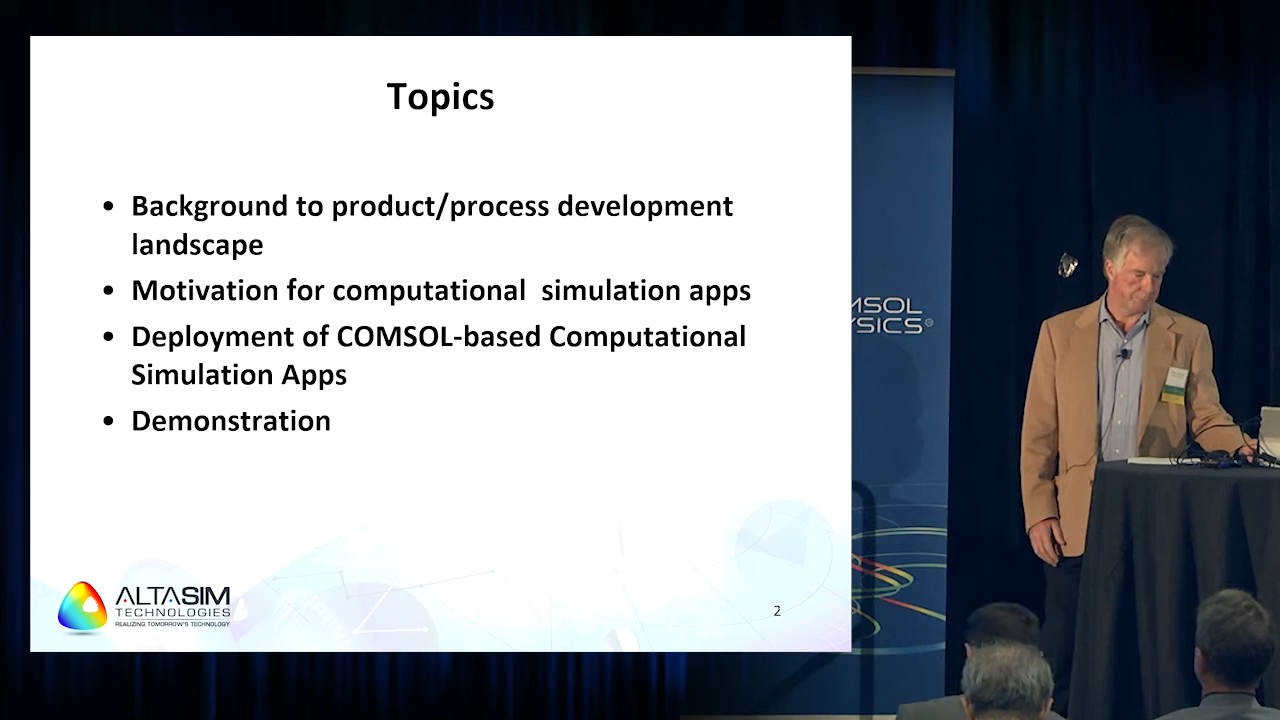 Topics
• Background to product/process development
landscape
• Motivation for computational  simulation apps
• Deployment of COMSOL-based Computational
Simulation Apps
• Demonstration
ALTASIM
TECHNOLOGIES
REALIZING TOMORROW'S TECHNOLOGY
2
MSOL
YSICS®